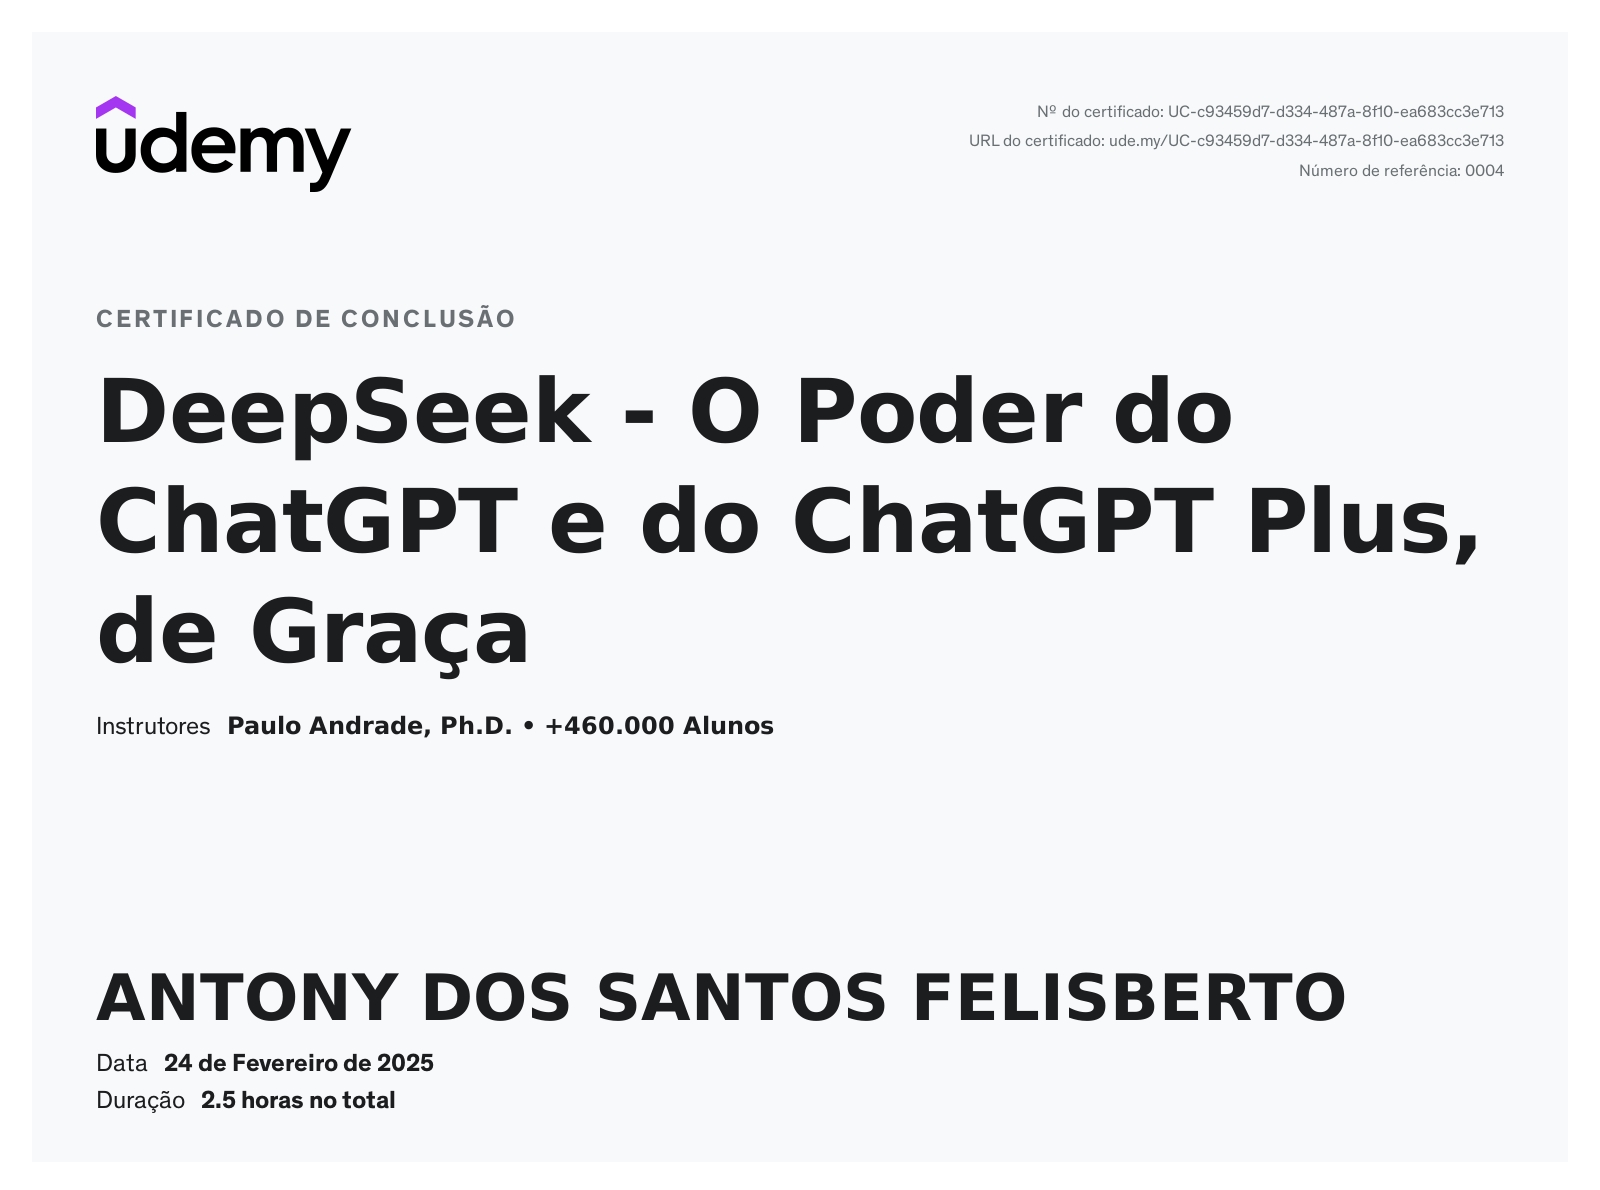 udemy
Nº do certificado: UC-c93459d7-d334-487a-8f10-ea683cc3e713
URL do certificado: ude.my/UC-c93459d7-d334-487a-8f10-ea683cc3e713
Número de referência: 0004
CERTIFICADO DE CONCLUSÃO
DeepSeek - O Poder do
ChatGPT e do ChatGPT Plus,
de Graça
Instrutores Paulo Andrade, Ph.D. • +460.000 Alunos
ANTONY DOS SANTOS FELISBERTO
Data 24 de Fevereiro de 2025
Duração 2.5 horas no total